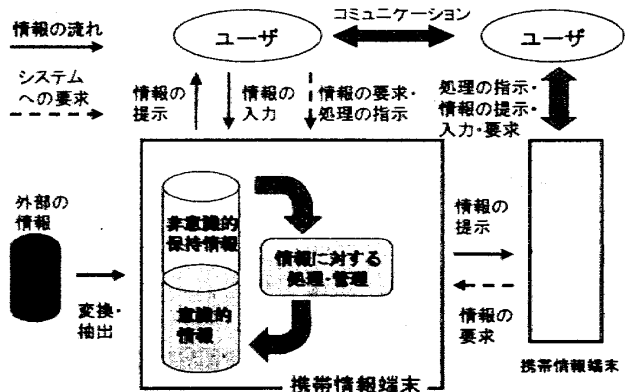 情報の流れ
システム
への要求
ユーザ
コミュニケーション
ユーザ
情報の
提示
情報の
入力
情報の要求・
処理の指示
処理の指示・
情報の提示・
入力・要求
外部の
情報
変換・
抽出
非意識的
保持情報
意識的
情報
情報に対する
処理・管理
携帯情報端末
情報の
提示
情報の
要求
携帯情報端末